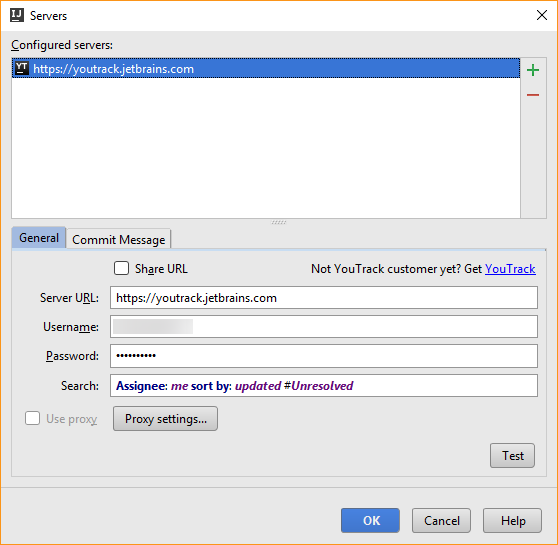 IJ Servers
Configured servers:
YT https://youtrack.jetbrains.com
General Commit Message
Share URL Not YouTrack customer yet? Get YouTrack
Server URL: https://youtrack.jetbrains.com
Username:
Password: ••••••••••
Search: Assignee: me sort by: updated #Unresolved
Use proxy Proxy settings...
Test
OK Cancel Help